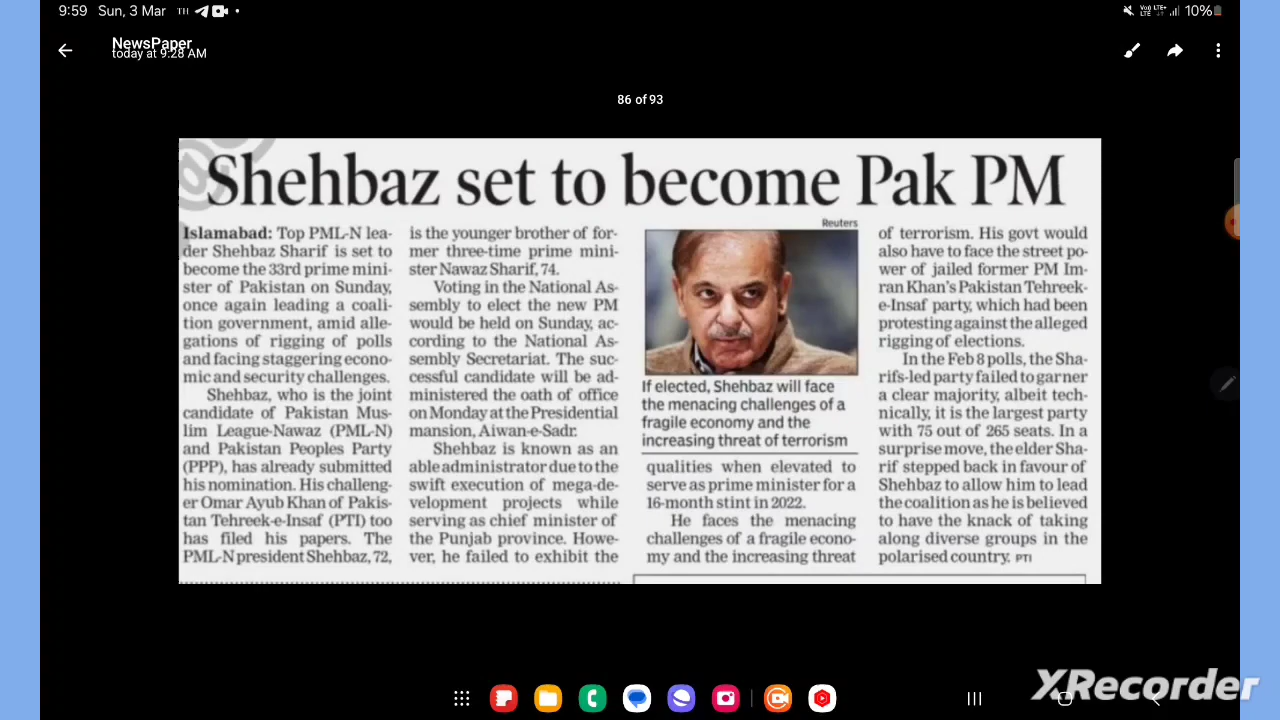 9:59 Sun, 3 Mar TH
Vo) LTE+
LTE
10%
NewsPaper
today at 9:28 AM
86 of 93
Shehbaz set to become Pak PM
Islamabad: Top PML-N lea-
der Shehbaz Sharif is set to
become the 33rd prime mini-
ster of Pakistan on Sunday,
once again leading a coali-
tion government, amid alle-
gations of rigging of polls
and facing staggering econo-
mic and security challenges.
Shehbaz, who is the joint
candidate of Pakistan Mus-
lim League-Nawaz (PML-N)
and Pakistan Peoples Party
(PPP), has already submitted
his nomination. His challeng-
er Omar Ayub Khan of Pakis-
tan Tehreek-e-Insaf (PTI) too
has filed his papers. The
PML-N president Shehbaz, 72,
is the younger brother of for-
mer three-time prime mini-
ster Nawaz Sharif, 74.
Voting in the National As-
sembly to elect the new PM
would be held on Sunday, ac-
cording to the National As-
sembly Secretariat. The suc-
cessful candidate will be ad-
ministered the oath of office
on Monday at the Presidential
mansion, Aiwan-e-Sadr.
Shehbaz is known as an
able administrator due to the
swift execution of mega-de-
velopment projects while
serving as chief minister of
the Punjab province. Howe-
ver, he failed to exhibit the
Reuters
If elected, Shehbaz will face
the menacing challenges of a
fragile economy and the
increasing threat of terrorism
qualities when elevated to
serve as prime minister for a
16-month stint in 2022.
He faces the menacing
challenges of a fragile econo-
my and the increasing threat
of terrorism. His govt would
also have to face the street po-
wer of jailed former PM Im-
ran Khan's Pakistan Tehreek-
e-Insaf party, which had been
protesting against the alleged
rigging of elections.
In the Feb 8 polls, the Sha-
rifs-led party failed to garner
a clear majority, albeit tech-
nically, it is the largest party
with 75 out of 265 seats. In a
surprise move, the elder Sha-
rif stepped back in favour of
Shehbaz to allow him to lead
the coalition as he is believed
to have the knack of taking
along diverse groups in the
polarised country. PTI
XRecorder